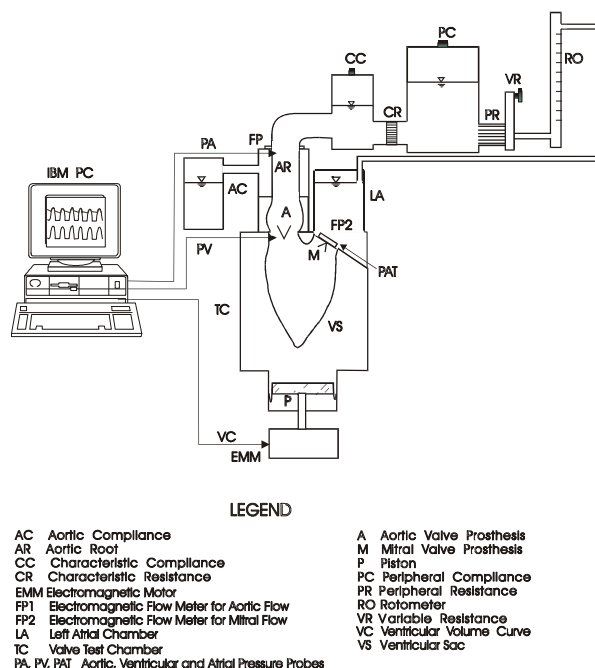 PC
CC
VR
RO
CR
PR
PA
FP
IBM PC
AR
AC
LA
A
FP2
PV
M
PAT
TC
VS
P
VC
EMM
LEGEND
AC Aortic Compliance
AR Aortic Root
CC Characteristic Compliance
CR Characteristic Resistance
EMM Electromagnetic Motor
FP1 Electromagnetic Flow Meter for Aortic Flow
FP2 Electromagnetic Flow Meter for Mitral Flow
LA Left Atrial Chamber
TC Valve Test Chamber
PA, PV, PAT Aortic, Ventricular and Atrial Pressure Probes
A Aortic Valve Prosthesis
M Mitral Valve Prosthesis
P Piston
PC Peripheral Compliance
PR Peripheral Resistance
RO Rotometer
VR Variable Resistance
VC Ventricular Volume Curve
VS Ventricular Sac